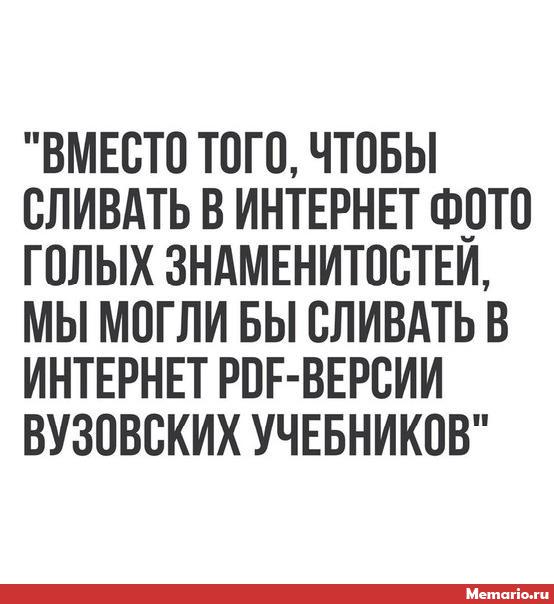 "ВМЕСТО ТОГО, ЧТОБЫ
СЛИВАТЬ В ИНТЕРНЕТ ФОТО
ГОЛЫХ ЗНАМЕНИТОСТЕЙ,
МЫ МОГЛИ БЫ СЛИВАТЬ В
ИНТЕРНЕТ PDF-ВЕРСИИ
ВУЗОВСКИХ УЧЕБНИКОВ"
Memario.ru